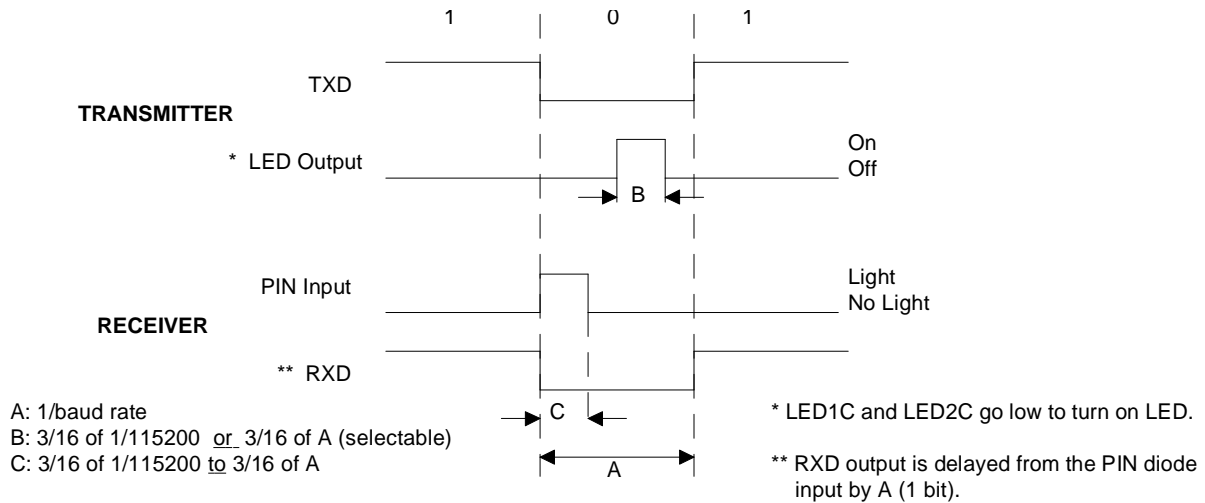 1 0 1
TXD
TRANSMITTER
* LED Output
On
Off
B
PIN Input
Light
No Light
RECEIVER
** RXD
C
A
A: 1/baud rate
B: 3/16 of 1/115200 or 3/16 of A (selectable)
C: 3/16 of 1/115200 to 3/16 of A
* LED1C and LED2C go low to turn on LED.
** RXD output is delayed from the PIN diode
input by A (1 bit).